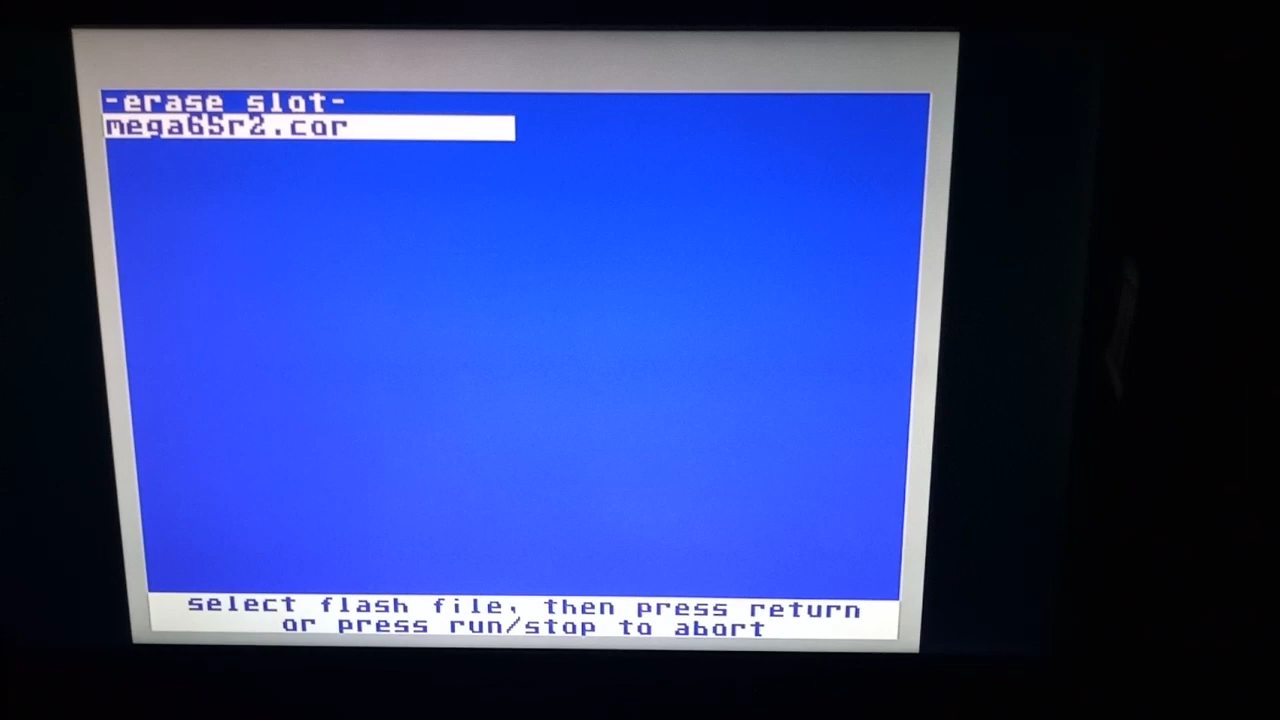 -erase slot-
mega65r2.cor
select flash file, then press return
or press run/stop to abort